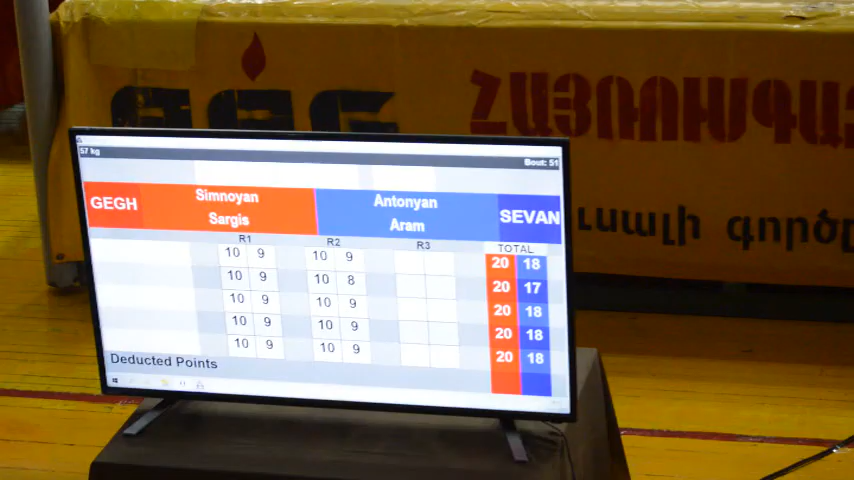 ՀԱՅՌՈՒԽԳԱ
ւսալի գործ
57 kg
Bout: 51
GEGH Simnoyan Sargis Antonyan Aram SEVAN
R1 R2 R3 TOTAL
10 9 10 9 20 18
10 9 10 8 20 17
10 9 10 9 20 18
10 9 10 9 20 18
10 9 10 9 20 18
Deducted Points